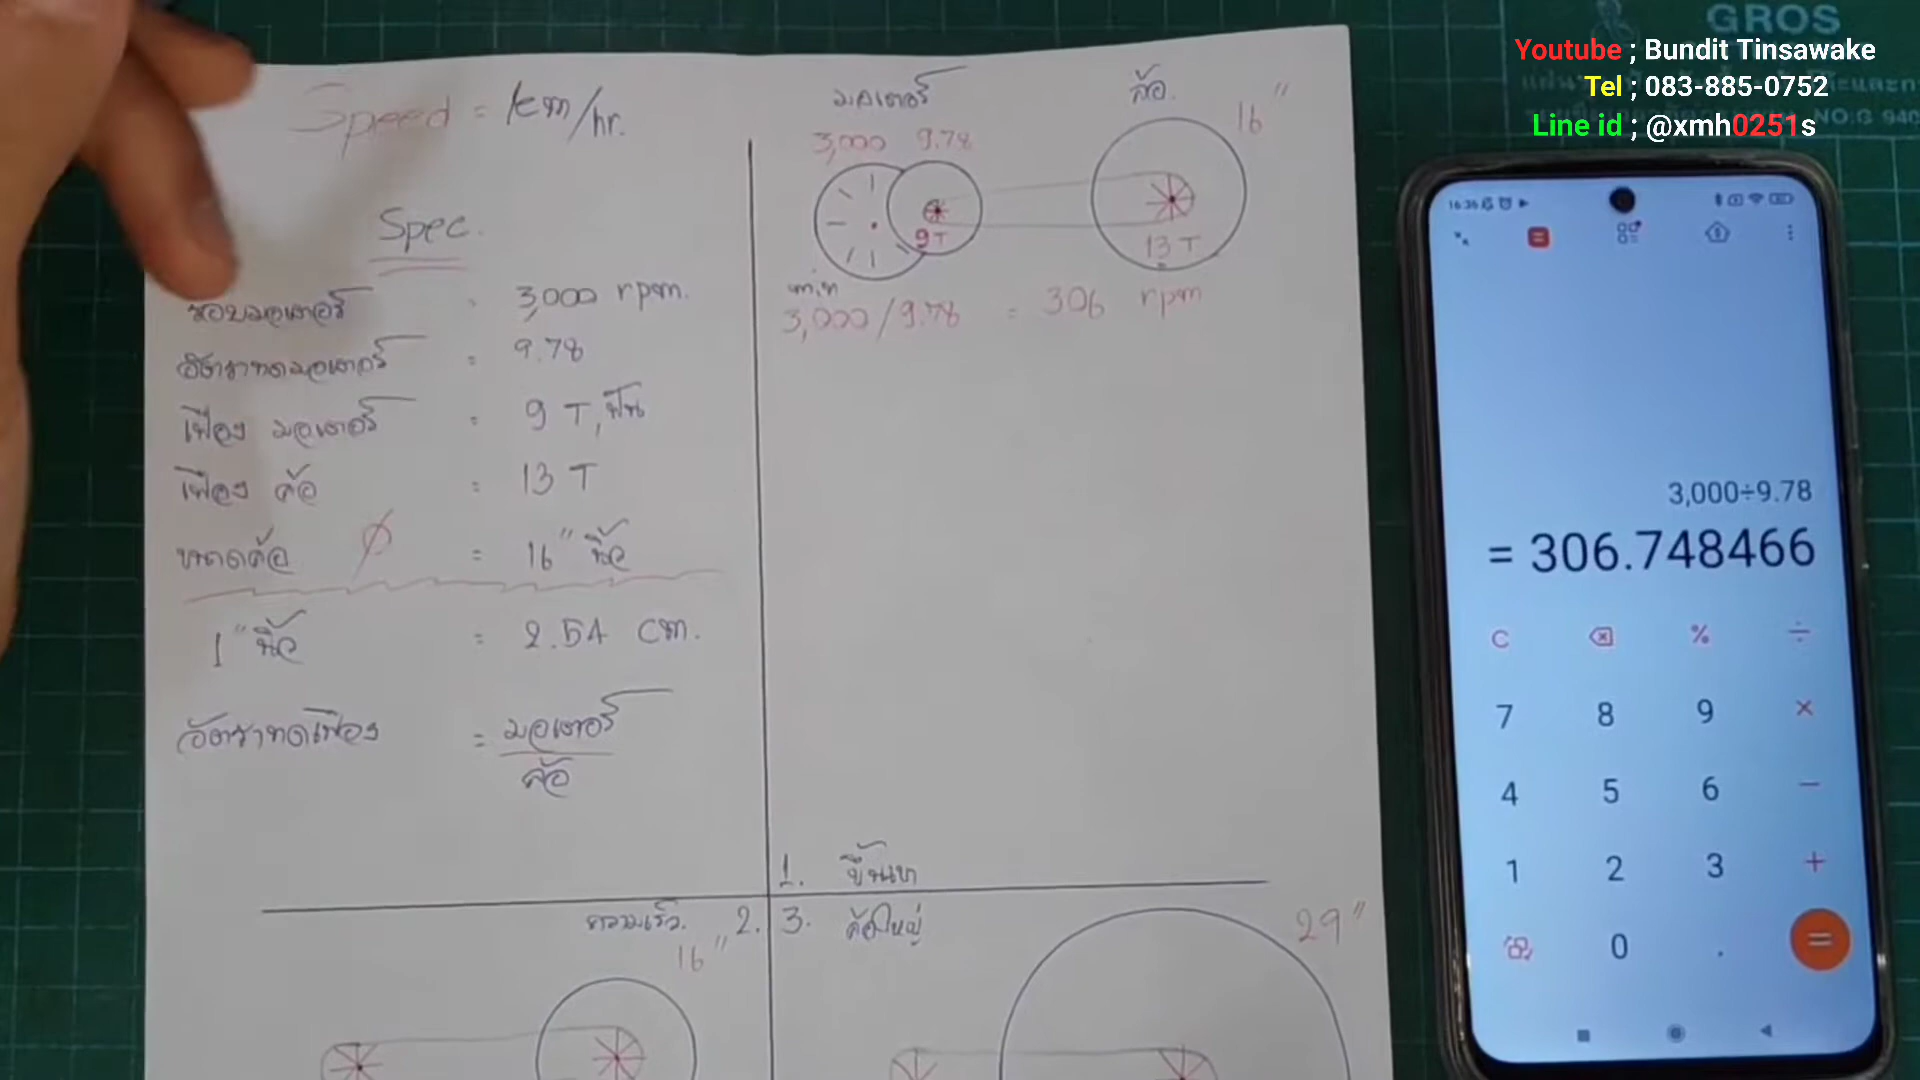 Speed = km/hr.
Spec.
รอบมอเตอร์ = 3,000 rpm.
อัตราทดมอเตอร์ = 9.78
เฟือง มอเตอร์ = 9 T, ฟัน
เฟือง ล้อ = 13 T
ขนาดล้อ Ø = 16" นิ้ว
1" นิ้ว = 2.54 cm.
อัตราทดเฟือง = มอเตอร์
ล้อ
มอเตอร์ ล้อ.
3,000 9.78 16"
9T 13 T
min
3,000/9.78 = 306 rpm
1. ขึ้นเขา
ความเร็ว. 2.
16"
3. ล้อใหญ่
29"
GROS
Youtube ; Bundit Tinsawake
Tel ; 083-885-0752
Line id ; @xmh0251s
NO.G 940
16:36
3,000÷9.78
= 306.748466
C % ÷
7 8 9 ×
4 5 6 −
1 2 3 +
0 . =